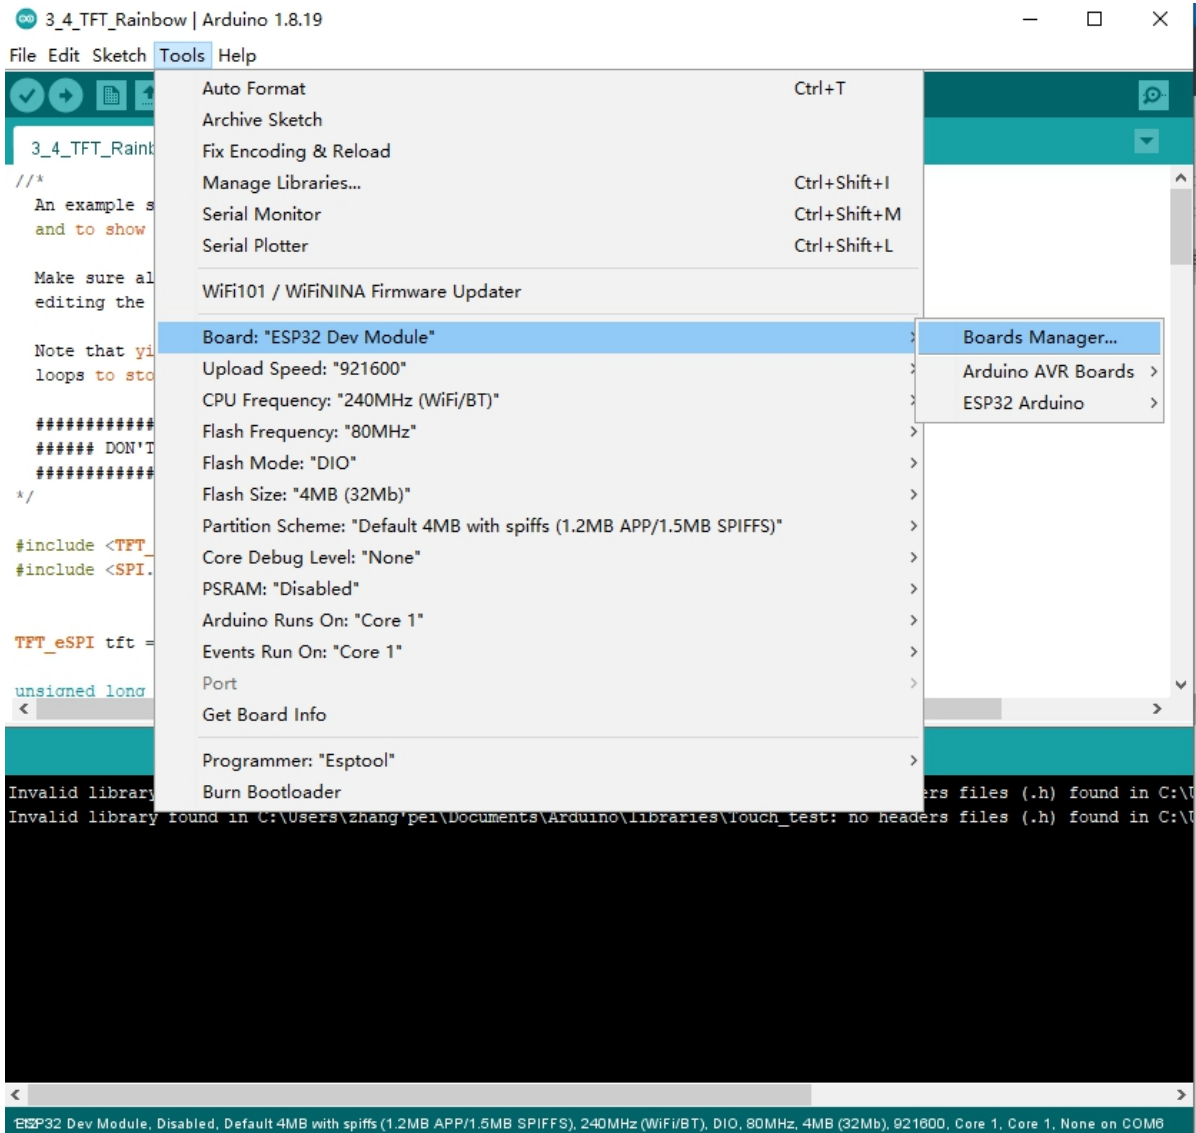 3_4_TFT_Rainbow | Arduino 1.8.19
File Edit Sketch Tools Help
3_4_TFT_Rainb
Auto Format Ctrl+T
Archive Sketch
Fix Encoding & Reload
Manage Libraries... Ctrl+Shift+I
Serial Monitor Ctrl+Shift+M
Serial Plotter Ctrl+Shift+L
WiFi101 / WiFiNINA Firmware Updater
Board: "ESP32 Dev Module"
Upload Speed: "921600"
CPU Frequency: "240MHz (WiFi/BT)"
Flash Frequency: "80MHz"
Flash Mode: "DIO"
Flash Size: "4MB (32Mb)"
Partition Scheme: "Default 4MB with spiffs (1.2MB APP/1.5MB SPIFFS)"
Core Debug Level: "None"
PSRAM: "Disabled"
Arduino Runs On: "Core 1"
Events Run On: "Core 1"
Port
Get Board Info
Programmer: "Esptool"
Burn Bootloader
Boards Manager...
Arduino AVR Boards
ESP32 Arduino
//*
An example s
and to show
Make sure al
editing the
Note that yi
loops to sto
############
###### DON'T
############
*/
#include <TFT_
#include <SPI.
TFT_eSPI tft =
unsigned long
Invalid library ers files (.h) found in C:\U
Invalid library found in C:\Users\zhang'pei\Documents\Arduino\libraries\Touch_test: no headers files (.h) found in C:\U
ESP32 Dev Module, Disabled, Default 4MB with spiffs (1.2MB APP/1.5MB SPIFFS), 240MHz (WiFi/BT), DIO, 80MHz, 4MB (32Mb), 921600, Core 1, Core 1, None on COM6